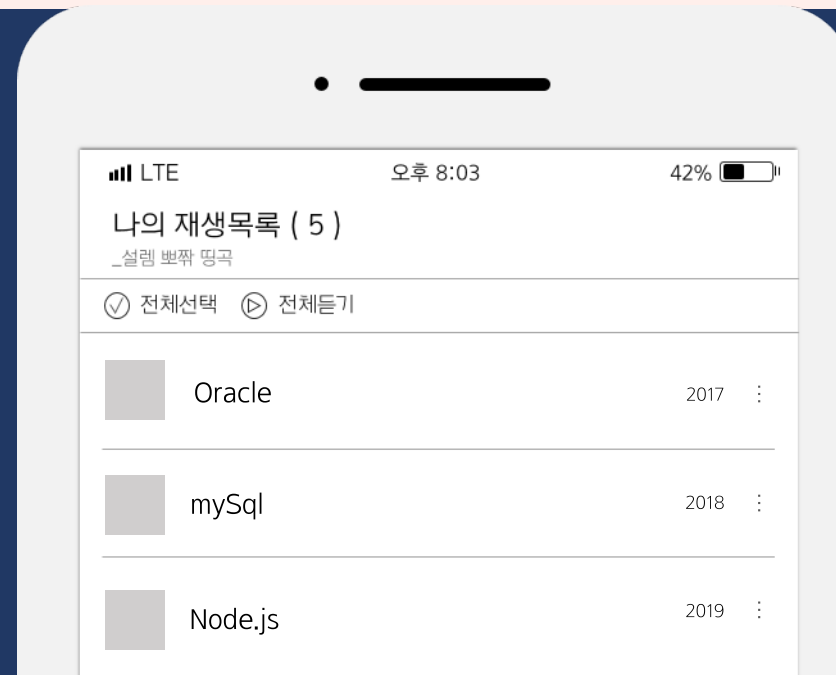 LTE 오후 8:03 42%
나의 재생목록 ( 5 )
_설렘 뽀짞 띵곡
전체선택 전체듣기
Oracle 2017
mySql 2018
Node.js 2019